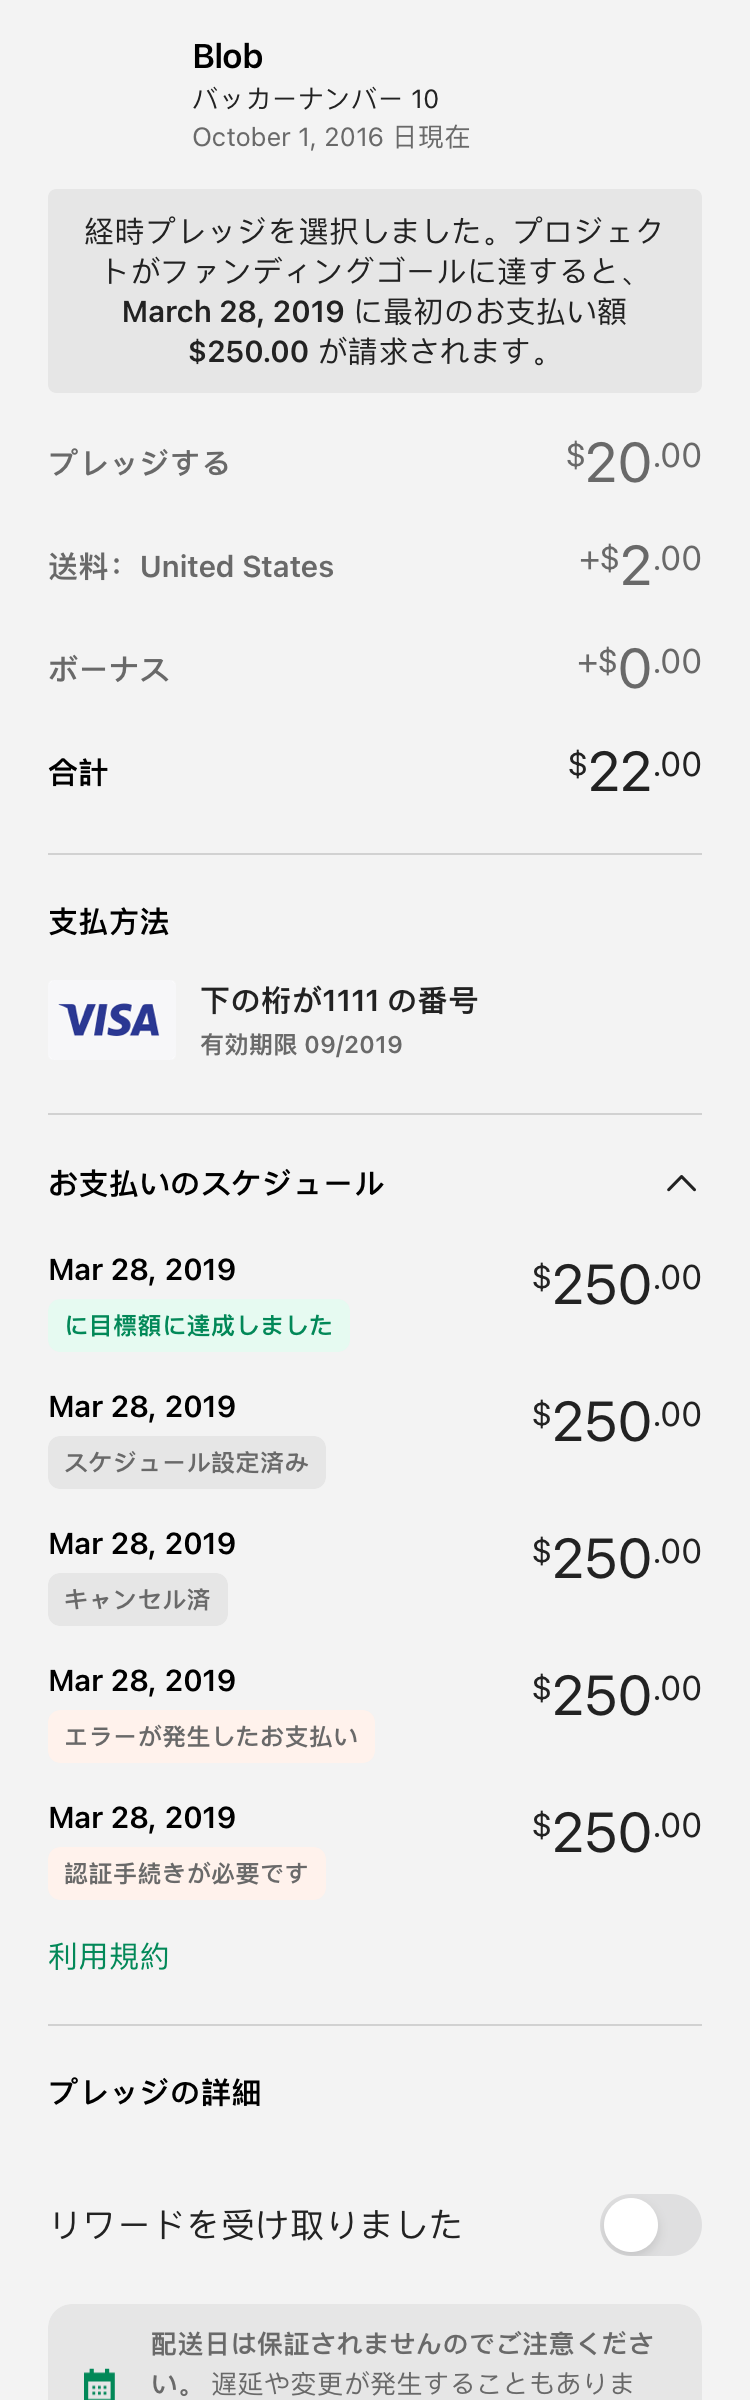 Blob
バッカーナンバー 10
October 1, 2016 日現在
経時プレッジを選択しました。プロジェク
トがファンディングゴールに達すると、
March 28, 2019 に最初のお支払い額
$250.00 が請求されます。
プレッジする $20.00
送料： United States +$2.00
ボーナス +$0.00
合計 $22.00
支払方法
VISA
下の桁が1111 の番号
有効期限 09/2019
お支払いのスケジュール
Mar 28, 2019 $250.00
に目標額に達成しました
Mar 28, 2019 $250.00
スケジュール設定済み
Mar 28, 2019 $250.00
キャンセル済
Mar 28, 2019 $250.00
エラーが発生したお支払い
Mar 28, 2019 $250.00
認証手続きが必要です
利用規約
プレッジの詳細
リワードを受け取りました
配送日は保証されませんのでご注意くださ
い。 遅延や変更が発生することもありま